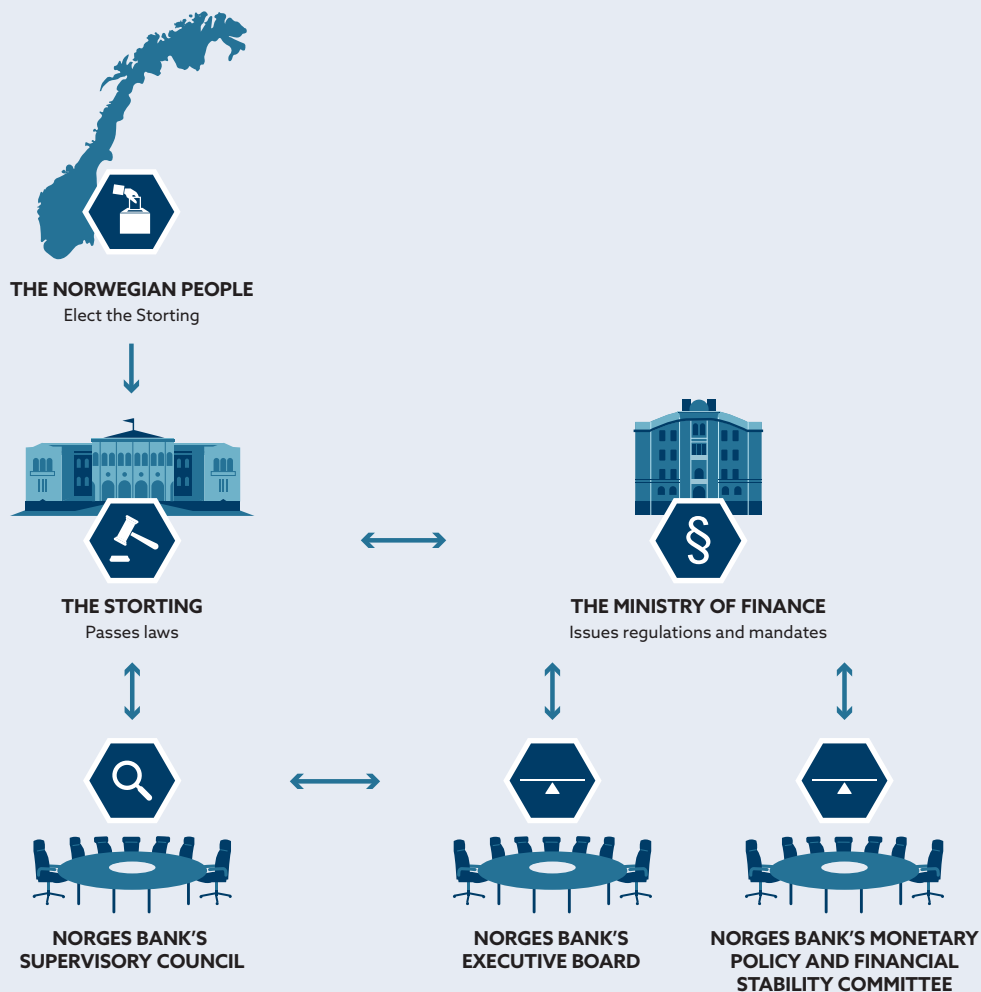 THE NORWEGIAN PEOPLE
Elect the Storting
THE STORTING
Passes laws
§
THE MINISTRY OF FINANCE
Issues regulations and mandates
NORGES BANK'S
SUPERVISORY COUNCIL
NORGES BANK'S
EXECUTIVE BOARD
NORGES BANK'S MONETARY
POLICY AND FINANCIAL
STABILITY COMMITTEE